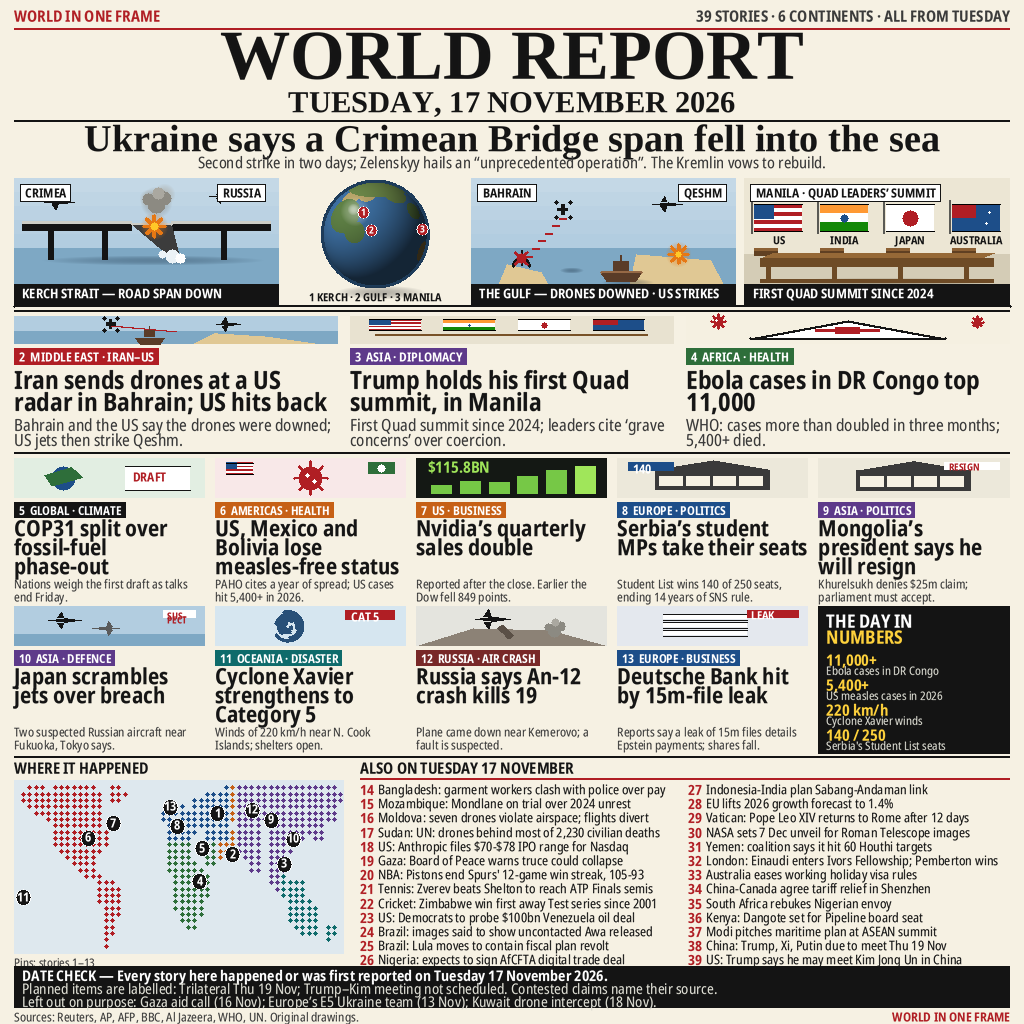 WORLD IN ONE FRAME
39 STORIES · 6 CONTINENTS · ALL FROM TUESDAY
WORLD REPORT
TUESDAY, 17 NOVEMBER 2026
Ukraine says a Crimean Bridge span fell into the sea
Second strike in two days; Zelenskyy hails an “unprecedented operation”. The Kremlin vows to rebuild.
CRIMEA
RUSSIA
KERCH STRAIT — ROAD SPAN DOWN
1
2
3
1 KERCH · 2 GULF · 3 MANILA
BAHRAIN
QESHM
THE GULF — DRONES DOWNED · US STRIKES
MANILA · QUAD LEADERS’ SUMMIT
US
INDIA
JAPAN
AUSTRALIA
FIRST QUAD SUMMIT SINCE 2024
2 MIDDLE EAST · IRAN–US
Iran sends drones at a US
radar in Bahrain; US hits back
Bahrain and the US say the drones were downed;
US jets then strike Qeshm.
3 ASIA · DIPLOMACY
Trump holds his first Quad
summit, in Manila
First Quad summit since 2024; leaders cite ‘grave
concerns’ over coercion.
4 AFRICA · HEALTH
Ebola cases in DR Congo top
11,000
WHO: cases more than doubled in three months;
5,400+ died.
DRAFT
5 GLOBAL · CLIMATE
COP31 split over
fossil-fuel
phase-out
Nations weigh the first draft as talks
end Friday.
6 AMERICAS · HEALTH
US, Mexico and
Bolivia lose
measles-free status
PAHO cites a year of spread; US cases
hit 5,400+ in 2026.
$115.8BN
7 US · BUSINESS
Nvidia’s quarterly
sales double
Reported after the close. Earlier the
Dow fell 849 points.
140
8 EUROPE · POLITICS
Serbia’s student
MPs take their seats
Student List wins 140 of 250 seats,
ending 14 years of SNS rule.
RESIGN
9 ASIA · POLITICS
Mongolia’s
president says he
will resign
Khurelsukh denies $25m claim;
parliament must accept.
SUS-
PECT
10 ASIA · DEFENCE
Japan scrambles
jets over breach
Two suspected Russian aircraft near
Fukuoka, Tokyo says.
CAT 5
11 OCEANIA · DISASTER
Cyclone Xavier
strengthens to
Category 5
Winds of 220 km/h near N. Cook
Islands; shelters open.
12 RUSSIA · AIR CRASH
Russia says An-12
crash kills 19
Plane came down near Kemerovo; a
fault is suspected.
LEAK
13 EUROPE · BUSINESS
Deutsche Bank hit
by 15m-file leak
Reports say a leak of 15m files details
Epstein payments; shares fall.
THE DAY IN
NUMBERS
11,000+
Ebola cases in DR Congo
5,400+
US measles cases in 2026
220 km/h
Cyclone Xavier winds
140 / 250
Serbia's Student List seats
WHERE IT HAPPENED
13
1
12
7
8
9
6
10
5
2
3
4
11
Pins: stories 1–13
ALSO ON TUESDAY 17 NOVEMBER
14 Bangladesh: garment workers clash with police over pay
15 Mozambique: Mondlane on trial over 2024 unrest
16 Moldova: seven drones violate airspace; flights divert
17 Sudan: UN: drones behind most of 2,230 civilian deaths
18 US: Anthropic files $70-$78 IPO range for Nasdaq
19 Gaza: Board of Peace warns truce could collapse
20 NBA: Pistons end Spurs' 12-game win streak, 105-93
21 Tennis: Zverev beats Shelton to reach ATP Finals semis
22 Cricket: Zimbabwe win first away Test series since 2001
23 US: Democrats to probe $100bn Venezuela oil deal
24 Brazil: images said to show uncontacted Awa released
25 Brazil: Lula moves to contain fiscal plan revolt
26 Nigeria: expects to sign AfCFTA digital trade deal
27 Indonesia-India plan Sabang-Andaman link
28 EU lifts 2026 growth forecast to 1.4%
29 Vatican: Pope Leo XIV returns to Rome after 12 days
30 NASA sets 7 Dec unveil for Roman Telescope images
31 Yemen: coalition says it hit 60 Houthi targets
32 London: Einaudi enters Ivors Fellowship; Pemberton wins
33 Australia eases working holiday visa rules
34 China-Canada agree tariff relief in Shenzhen
35 South Africa rebukes Nigerian envoy
36 Kenya: Dangote set for Pipeline board seat
37 Modi pitches maritime plan at ASEAN summit
38 China: Trump, Xi, Putin due to meet Thu 19 Nov
39 US: Trump says he may meet Kim Jong Un in China
DATE CHECK — Every story here happened or was first reported on Tuesday 17 November 2026.
Planned items are labelled: Trilateral Thu 19 Nov; Trump–Kim meeting not scheduled. Contested claims name their source.
Left out on purpose: Gaza aid call (16 Nov); Europe’s E5 Ukraine team (13 Nov); Kuwait drone intercept (18 Nov).
Sources: Reuters, AP, AFP, BBC, Al Jazeera, WHO, UN. Original drawings.
WORLD IN ONE FRAME